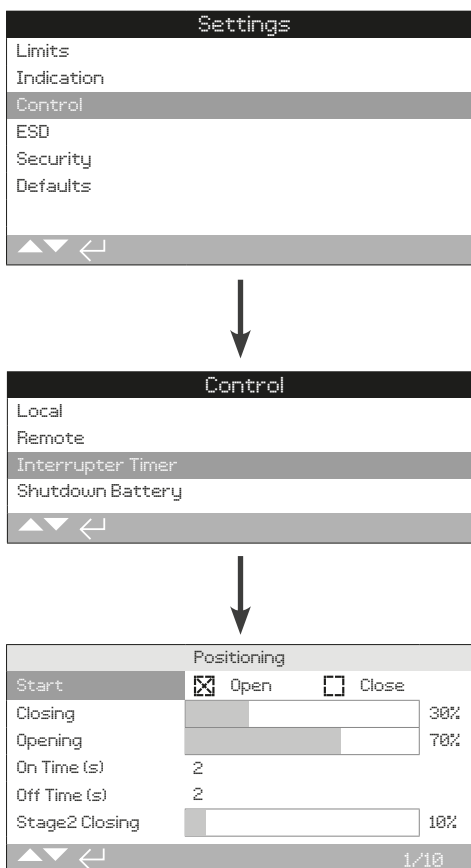 Settings
Limits
Indication
Control
ESD
Security
Defaults
Control
Local
Remote
Interrupter Timer
Shutdown Battery
Positioning
Start Open Close
Closing 30%
Opening 70%
On Time (s) 2
Off Time (s) 2
Stage2 Closing 10%
1/10